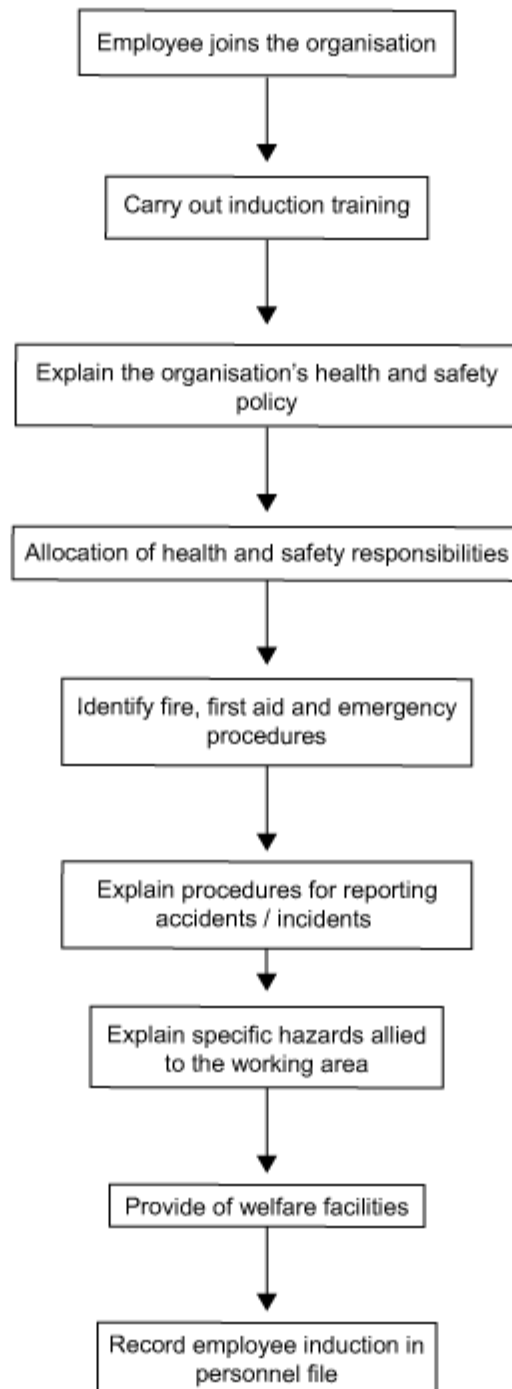 Employee joins the organisation
Carry out induction training
Explain the organisation's health and safety
policy
Allocation of health and safety responsibilities
Identify fire, first aid and emergency
procedures
Explain procedures for reporting
accidents / incidents
Explain specific hazards allied
to the working area
Provide of welfare facilities
Record employee induction in
personnel file